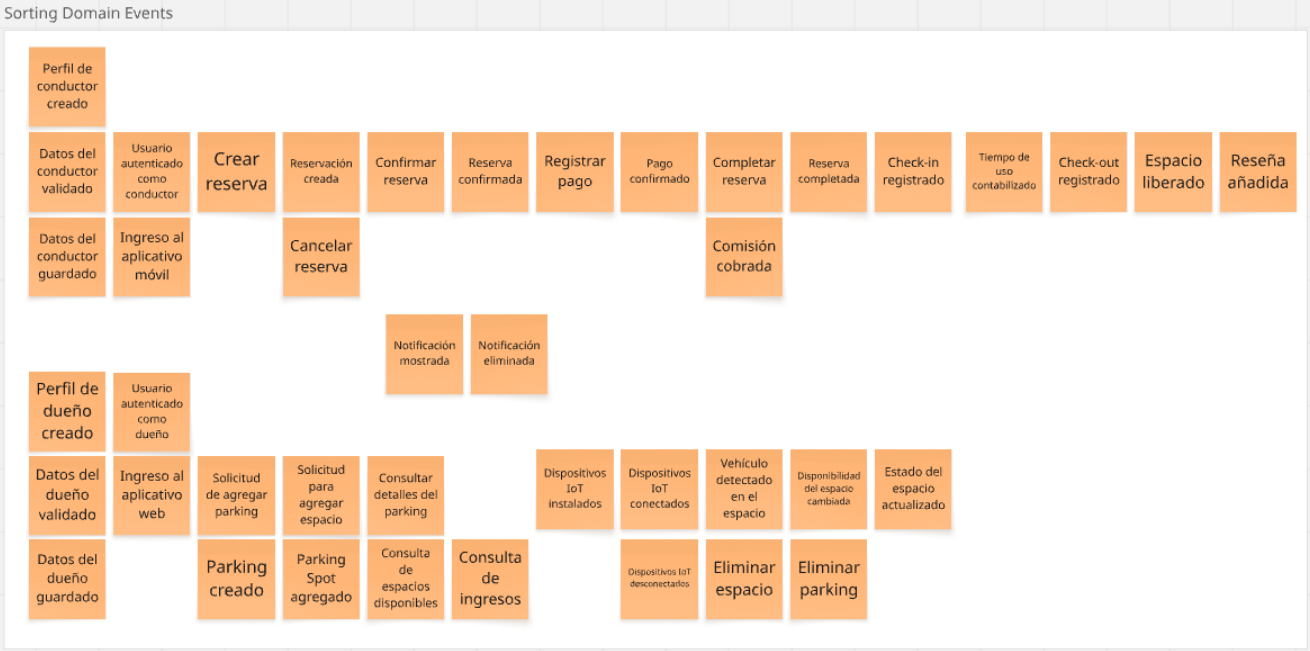 Sorting Domain Events
Perfil de
conductor
creado
Datos del
conductor
validado
Usuario
autenticado
como
conductor
Crear
reserva
Reservación
creada
Confirmar
reserva
Reserva
confirmada
Registrar
pago
Pago
confirmado
Completar
reserva
Reserva
completada
Check-in
registrado
Tiempo de
uso
contabilizado
Check-out
registrado
Espacio
liberado
Reseña
añadida
Datos del
conductor
guardado
Ingreso al
aplicativo
móvil
Cancelar
reserva
Comisión
cobrada
Notificación
mostrada
Notificación
eliminada
Perfil de
dueño
creado
Usuario
autenticado
como
dueño
Datos del
dueño
validado
Ingreso al
aplicativo
web
Solicitud
de agregar
parking
Solicitud
para
agregar
espacio
Consultar
detalles del
parking
Dispositivos
IoT
instalados
Dispositivos
IoT
conectados
Vehículo
detectado
en el
espacio
Disponibilidad
del espacio
cambiada
Estado del
espacio
actualizado
Datos del
dueño
guardado
Parking
creado
Parking
Spot
agregado
Consulta
de
espacios
disponibles
Consulta
de
ingresos
Dispositivos IoT
desconectados
Eliminar
espacio
Eliminar
parking